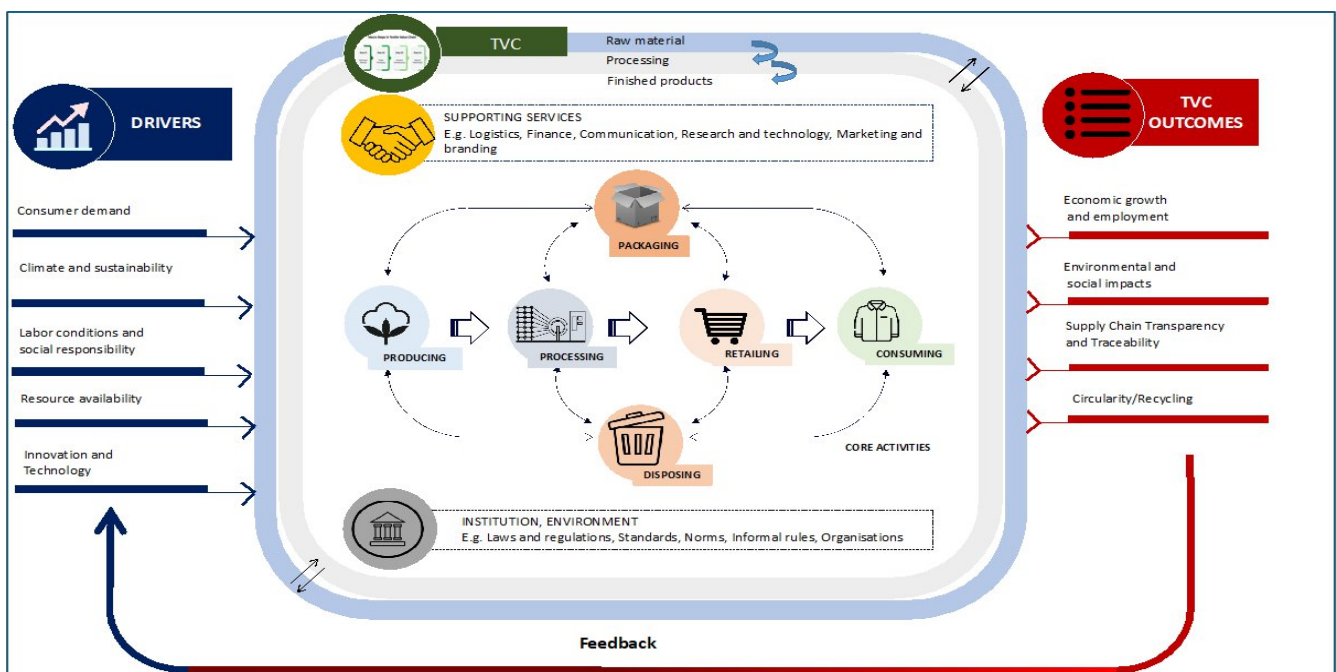 TVC
Raw material
Processing
Finished products
DRIVERS
Consumer demand
Climate and sustainability
Labor conditions and
social responsibility
Resource availability
Innovation and
Technology
SUPPORTING SERVICES
E.g. Logistics, Finance, Communication, Research and technology, Marketing and
branding
PACKAGING
PRODUCING
PROCESSING
RETAILING
CONSUMING
DISPOSING
CORE ACTIVITIES
INSTITUTION, ENVIRONMENT
E.g. Laws and regulations, Standards, Norms, Informal rules, Organisations
TVC
OUTCOMES
Economic growth
and employment
Environmental and
social impacts
Supply Chain Transparency
and Traceability
Circularity/Recycling
Feedback